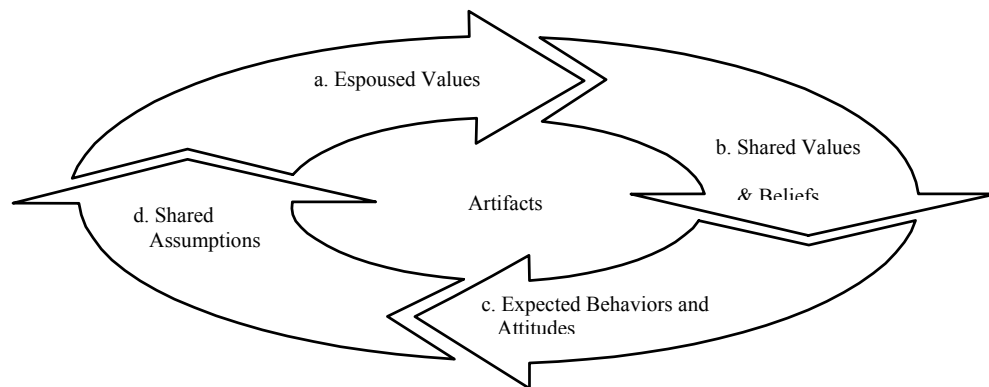 a. Espoused Values
b. Shared Values
& Beliefs
Artifacts
d. Shared
Assumptions
c. Expected Behaviors and
Attitudes